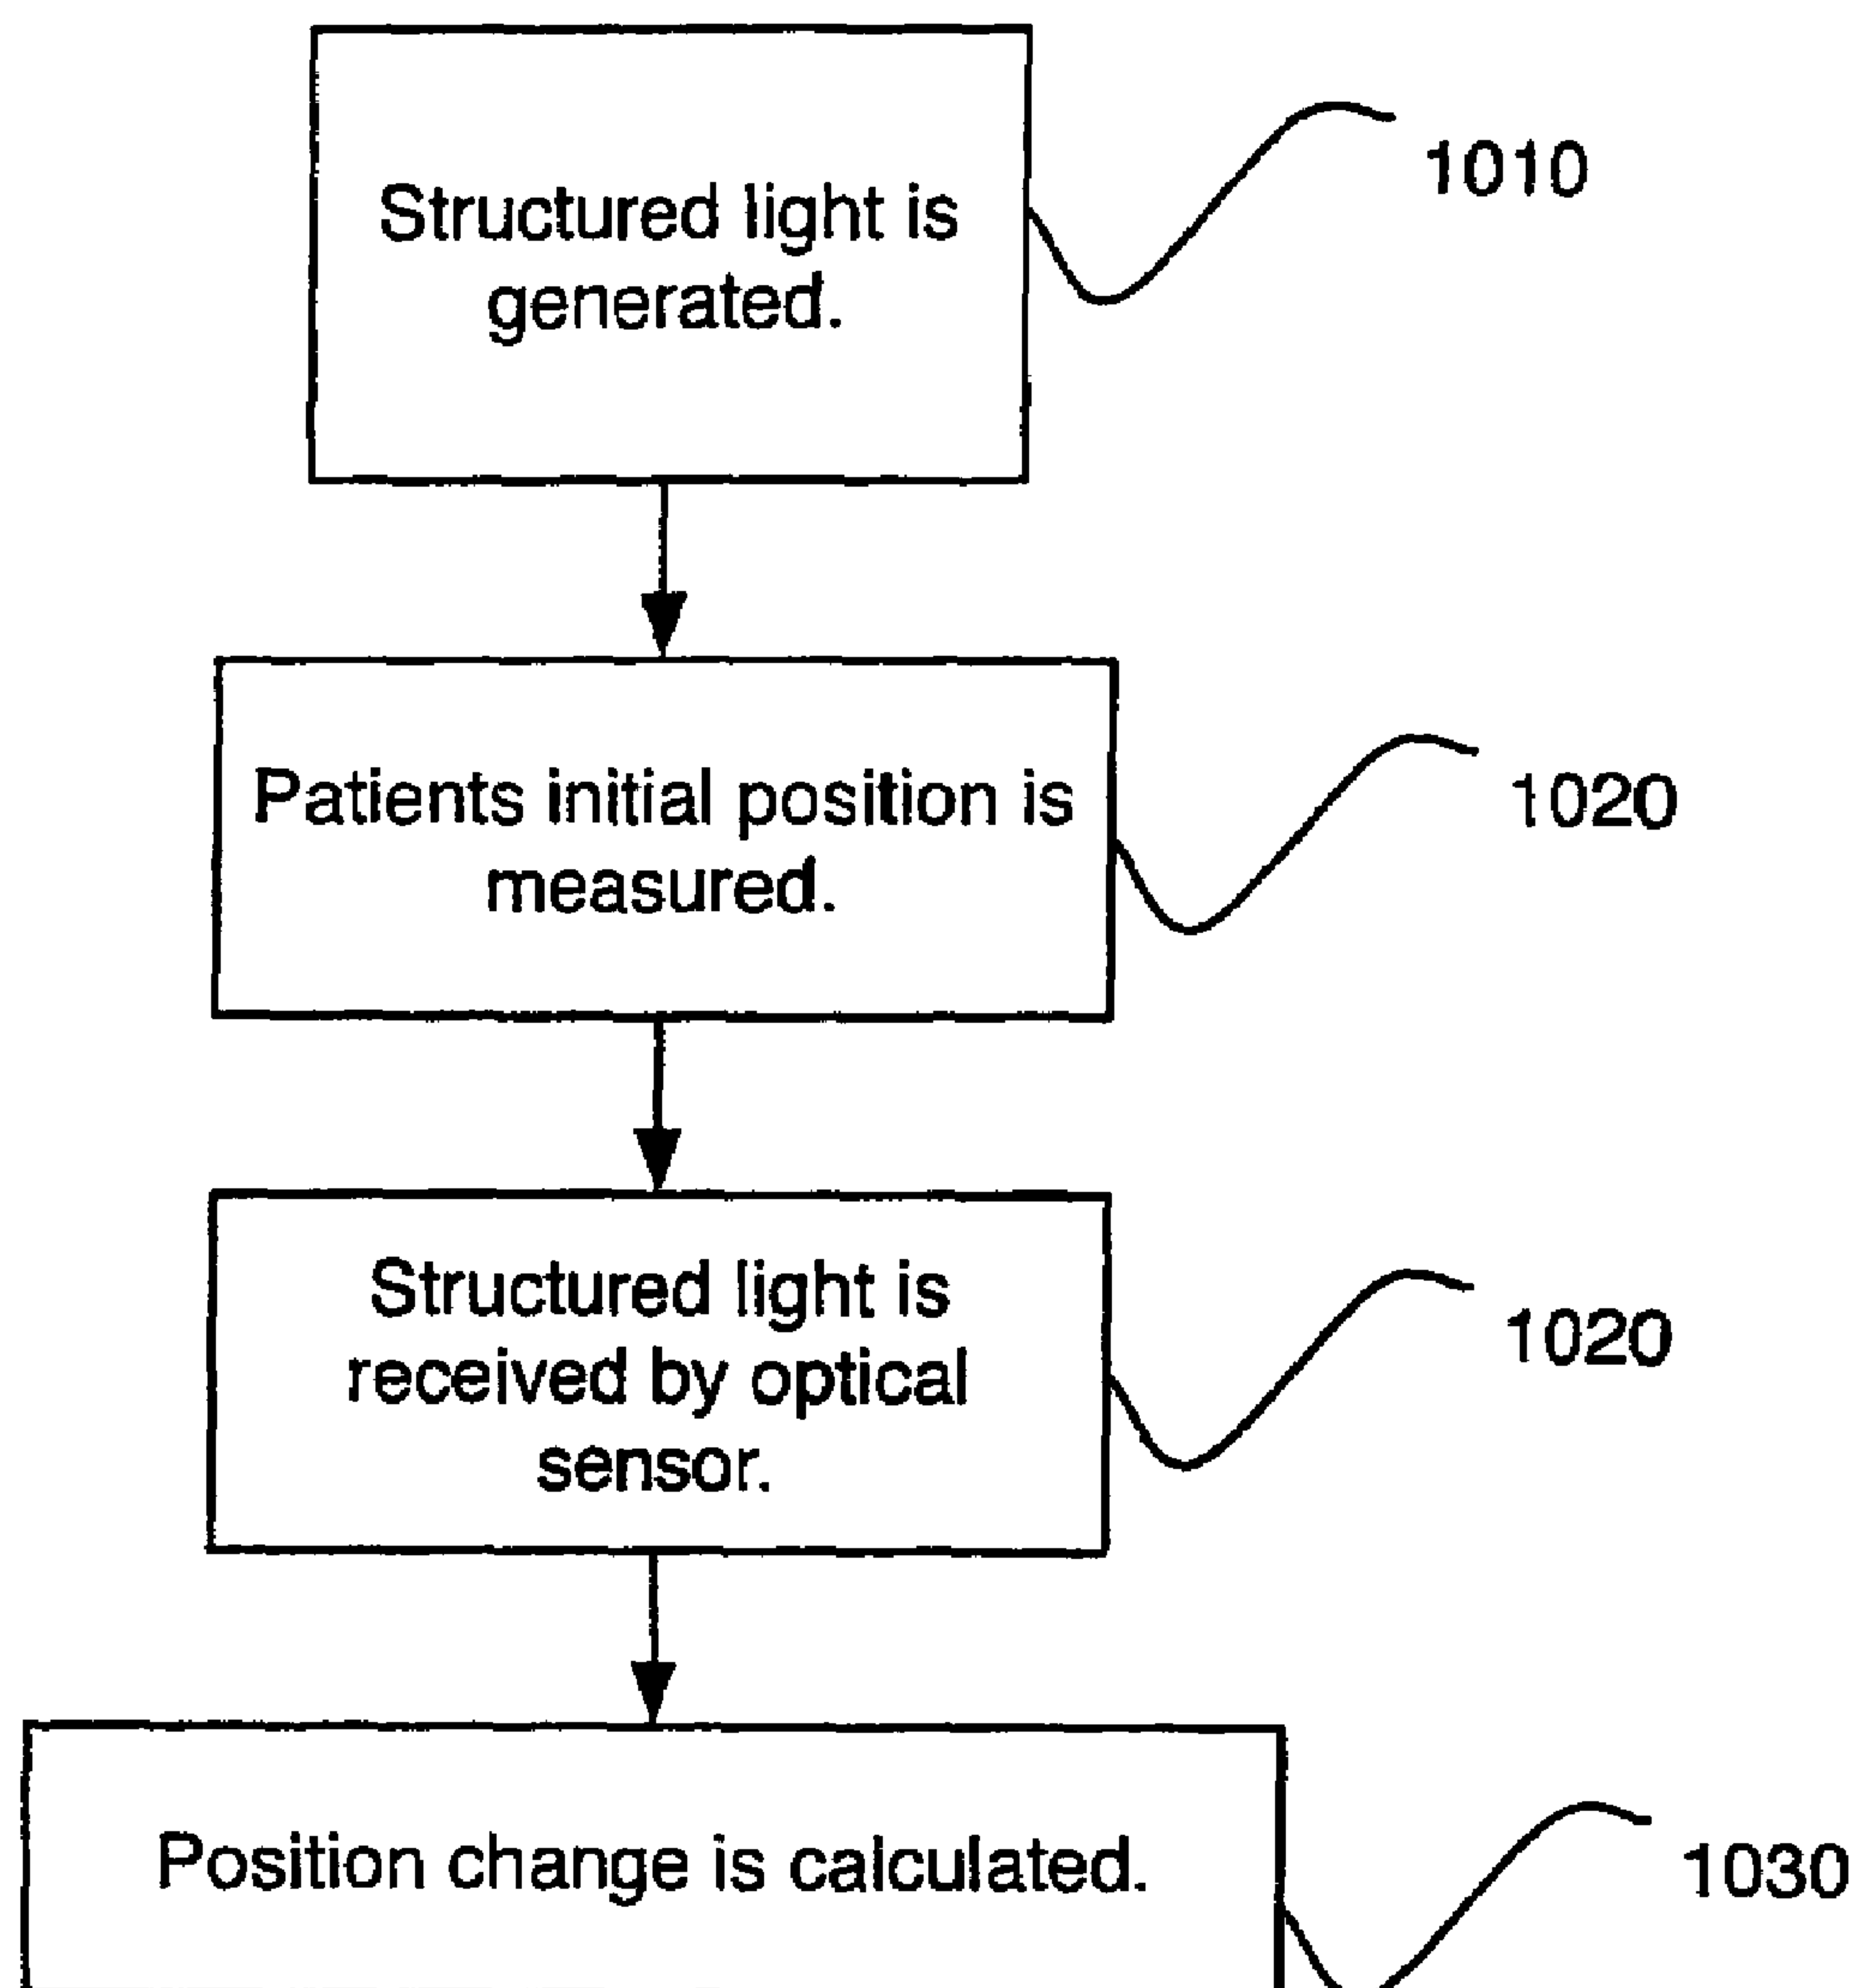 Structured light is
generated.
1010
Patients initial position is
measured.
1020
Structured light is
received by optical
sensor.
1020
Position change is calculated.
1030